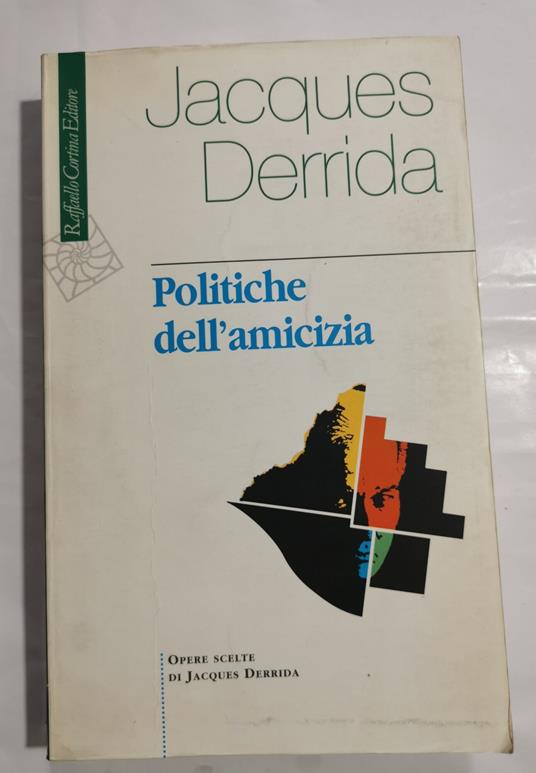 Raffaello Cortina Editore
Jacques
Derrida
Politiche
dell'amicizia
OPERE SCELTE
DI JACQUES DERRIDA